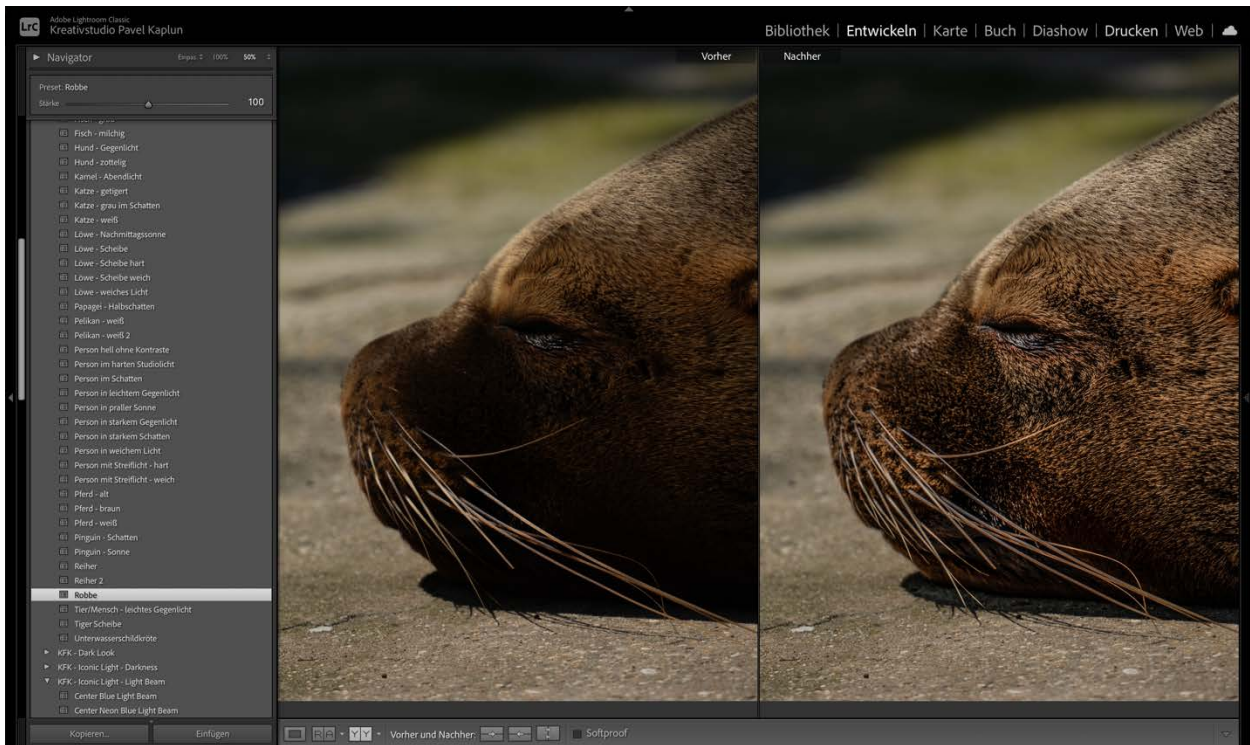 LrC
Adobe Lightroom Classic
Kreativstudio Pavel Kaplun
Bibliothek | Entwickeln | Karte | Buch | Diashow | Drucken | Web |
Navigator
Einpas. 100% 50%
Preset: Robbe
Stärke 100
Fisch - milchig
Hund - Gegenlicht
Hund - zottelig
Kamel - Abendlicht
Katze - getigert
Katze - grau im Schatten
Katze - weiß
Löwe - Nachmittagssonne
Löwe - Scheibe
Löwe - Scheibe hart
Löwe - Scheibe weich
Löwe - weiches Licht
Papagei - Halbschatten
Pelikan - weiß
Pelikan - weiß 2
Person hell ohne Kontraste
Person im harten Studiolicht
Person im Schatten
Person in leichtem Gegenlicht
Person in praller Sonne
Person in starkem Gegenlicht
Person in starkem Schatten
Person in weichem Licht
Person mit Streiflicht - hart
Person mit Streiflicht - weich
Pferd - alt
Pferd - braun
Pferd - weiß
Pinguin - Schatten
Pinguin - Sonne
Reiher
Reiher 2
Robbe
Tier/Mensch - leichtes Gegenlicht
Tiger Scheibe
Unterwasserschildkröte
KFK - Dark Look
KFK - Iconic Light - Darkness
KFK - Iconic Light - Light Beam
Center Blue Light Beam
Center Neon Blue Light Beam
Kopieren...
Einfügen
Vorher
Nachher
R A
Y Y
Vorher und Nachher:
Softproof